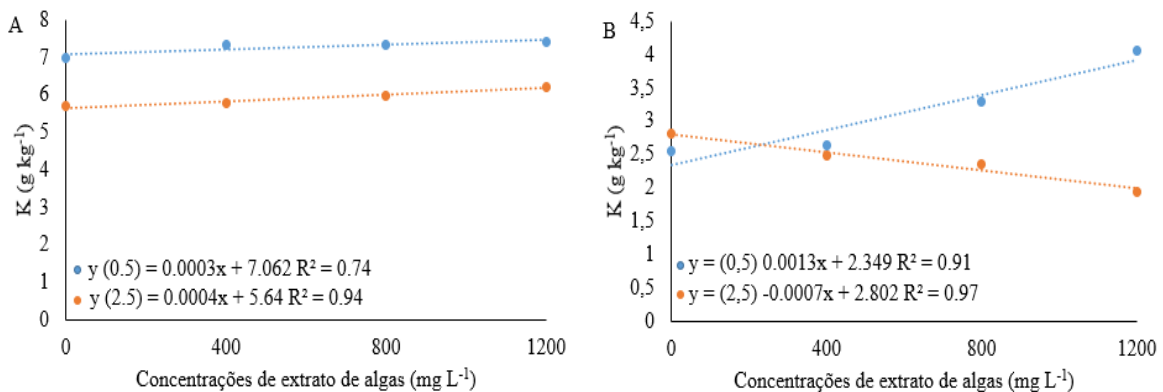 A
8
7
6
5
4
3
2
1
0
K (g kg⁻¹)
y (0.5) = 0.0003x + 7.062 R² = 0.74
y (2.5) = 0.0004x + 5.64 R² = 0.94
0 400 800 1200
Concentrações de extrato de algas (mg L⁻¹)
B
4,5
4
3,5
3
2,5
2
1,5
1
0,5
0
K (g kg⁻¹)
y = (0,5) 0.0013x + 2.349 R² = 0.91
y = (2,5) -0.0007x + 2.802 R² = 0.97
0 400 800 1200
Concentrações de extrato de algas (mg L⁻¹)